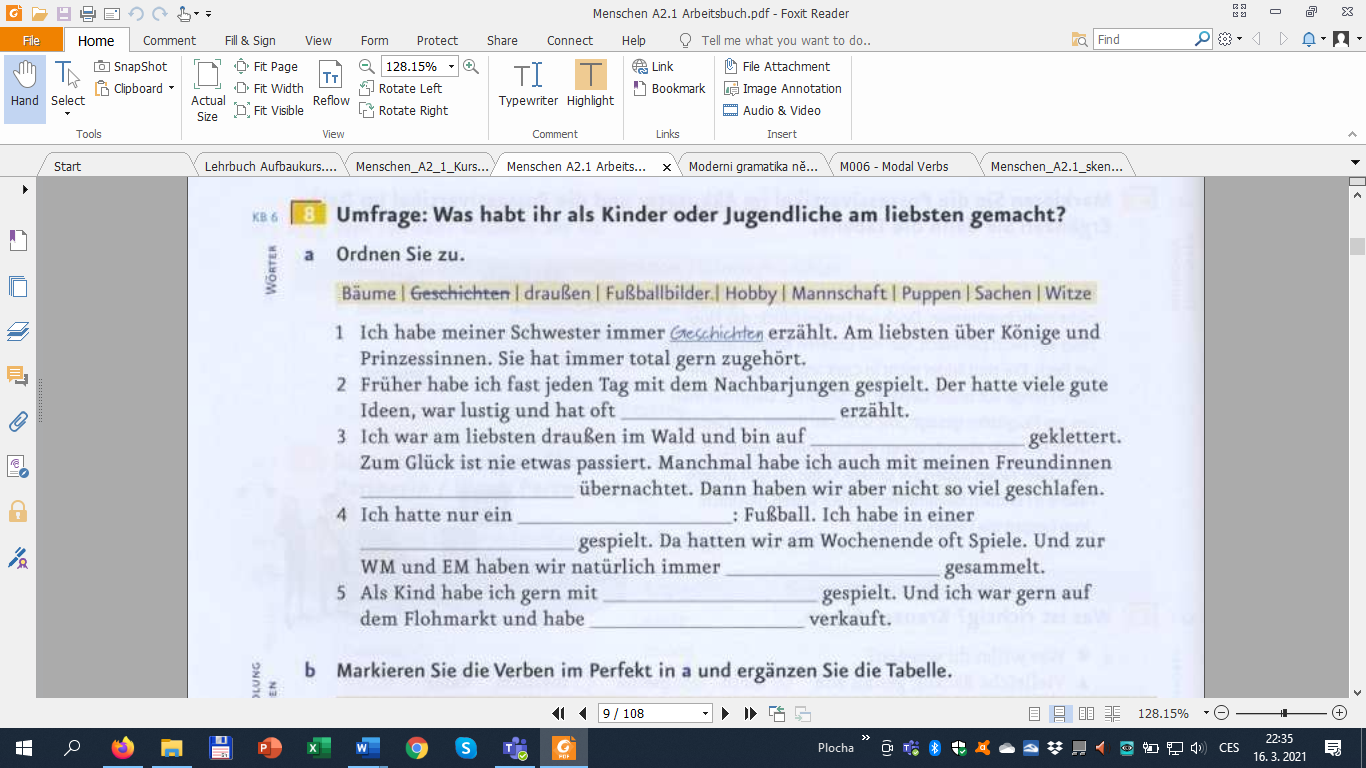 Menschen A2.1 Arbeitsbuch.pdf - Foxit Reader
File Home Comment Fill & Sign View Form Protect Share Connect Help Tell me what you want to do.. Find
Hand
Select
SnapShot
Clipboard
Actual Size
Fit Page
Fit Width
Fit Visible
Reflow
128.15%
Rotate Left
Rotate Right
Typewriter
Highlight
Link
Bookmark
File Attachment
Image Annotation
Audio & Video
Tools View Comment Links Insert
Start Lehrbuch Aufbaukurs.... Menschen_A2_1_Kurs... Menschen A2.1 Arbeits... Moderni gramatika ně... M006 - Modal Verbs Menschen_A2.1_sken...
KB 6 8 Umfrage: Was habt ihr als Kinder oder Jugendliche am liebsten gemacht?
WÖRTER
a Ordnen Sie zu.
Bäume | Geschichten | draußen | Fußballbilder | Hobby | Mannschaft | Puppen | Sachen | Witze
1 Ich habe meiner Schwester immer Geschichten erzählt. Am liebsten über Könige und
Prinzessinnen. Sie hat immer total gern zugehört.
2 Früher habe ich fast jeden Tag mit dem Nachbarjungen gespielt. Der hatte viele gute
Ideen, war lustig und hat oft ____________________ erzählt.
3 Ich war am liebsten draußen im Wald und bin auf ____________________ geklettert.
Zum Glück ist nie etwas passiert. Manchmal habe ich auch mit meinen Freundinnen
____________________ übernachtet. Dann haben wir aber nicht so viel geschlafen.
4 Ich hatte nur ein ____________________: Fußball. Ich habe in einer
____________________ gespielt. Da hatten wir am Wochenende oft Spiele. Und zur
WM und EM haben wir natürlich immer ____________________ gesammelt.
5 Als Kind habe ich gern mit ____________________ gespielt. Und ich war gern auf
dem Flohmarkt und habe ____________________ verkauft.
b Markieren Sie die Verben im Perfekt in a und ergänzen Sie die Tabelle.
9 / 108
128.15%
Plocha
CES
22:35
16. 3. 2021